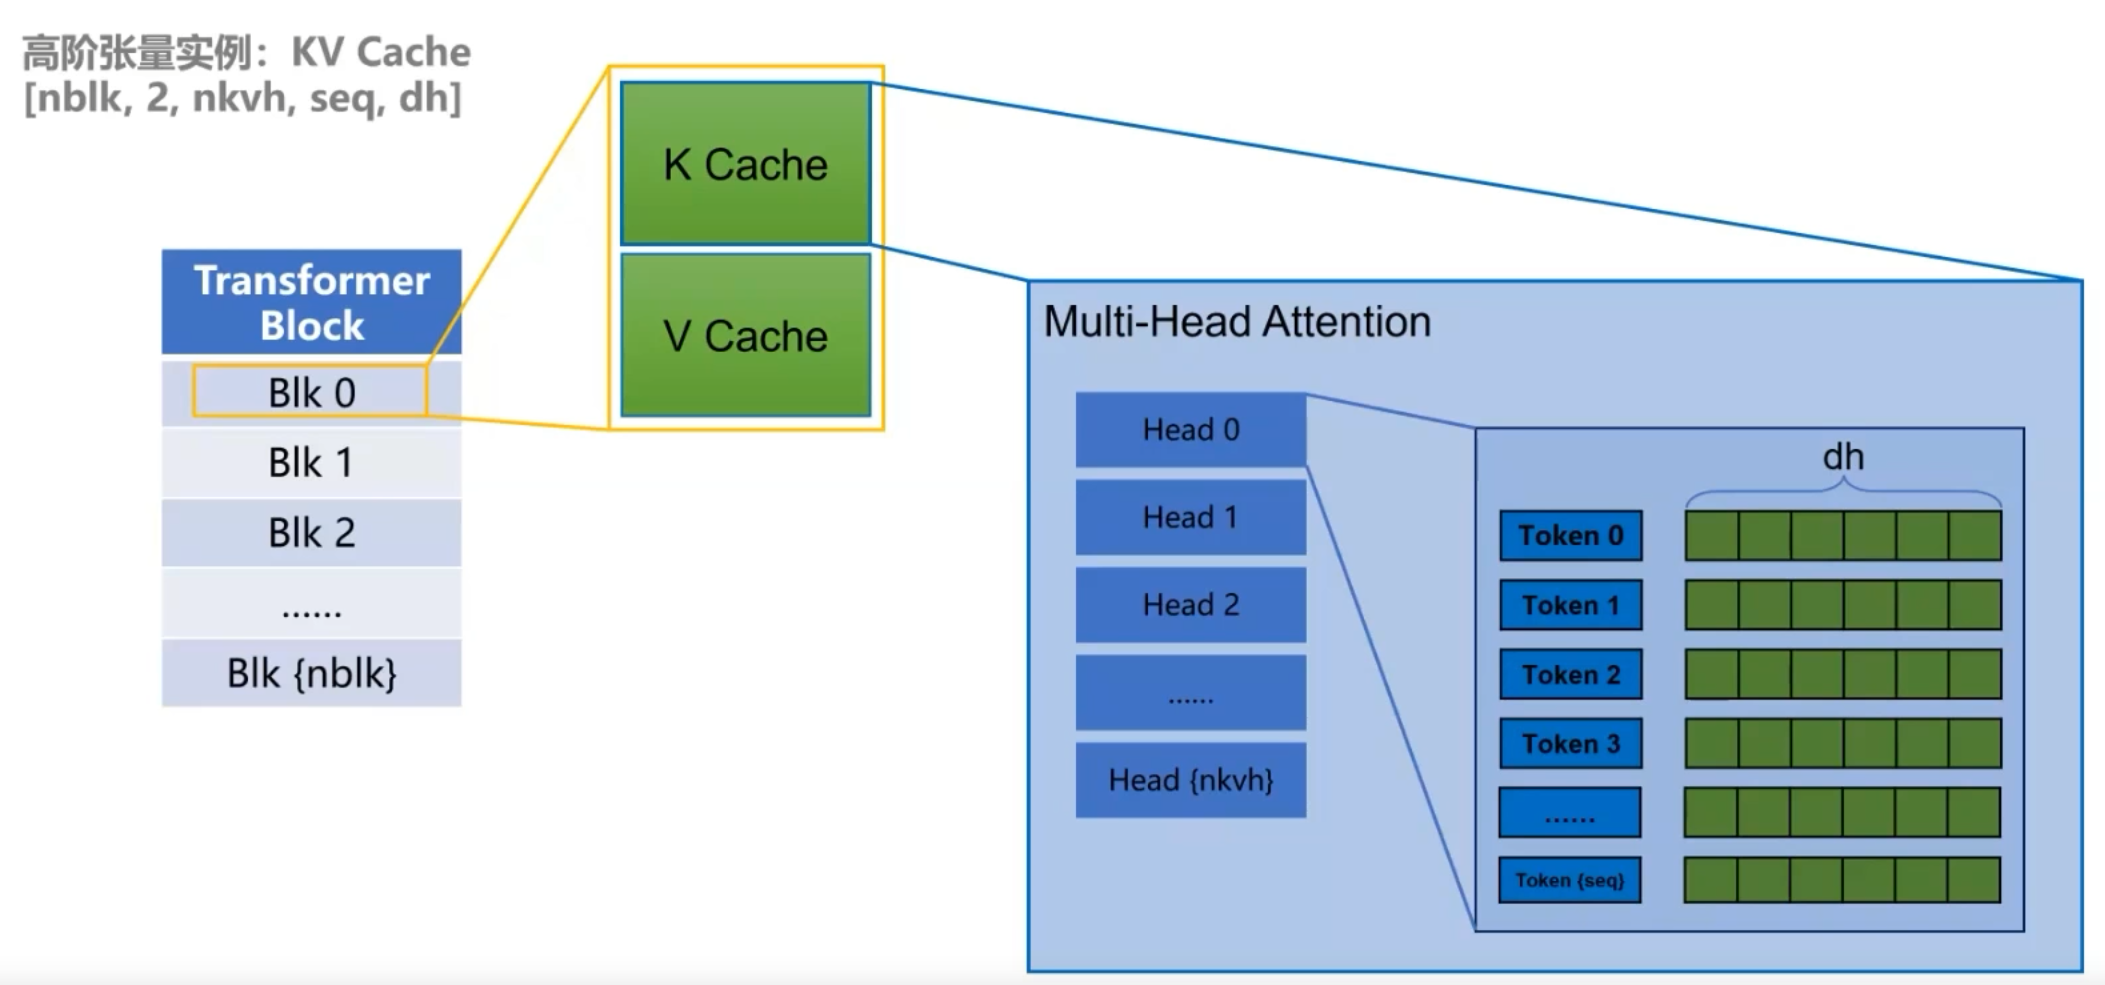 高阶张量实例：KV Cache
[nblk, 2, nkvh, seq, dh]
Transformer
Block
Blk 0
Blk 1
Blk 2
......
Blk {nblk}
K Cache
V Cache
Multi-Head Attention
Head 0
Head 1
Head 2
......
Head {nkvh}
dh
Token 0
Token 1
Token 2
Token 3
......
Token {seq}